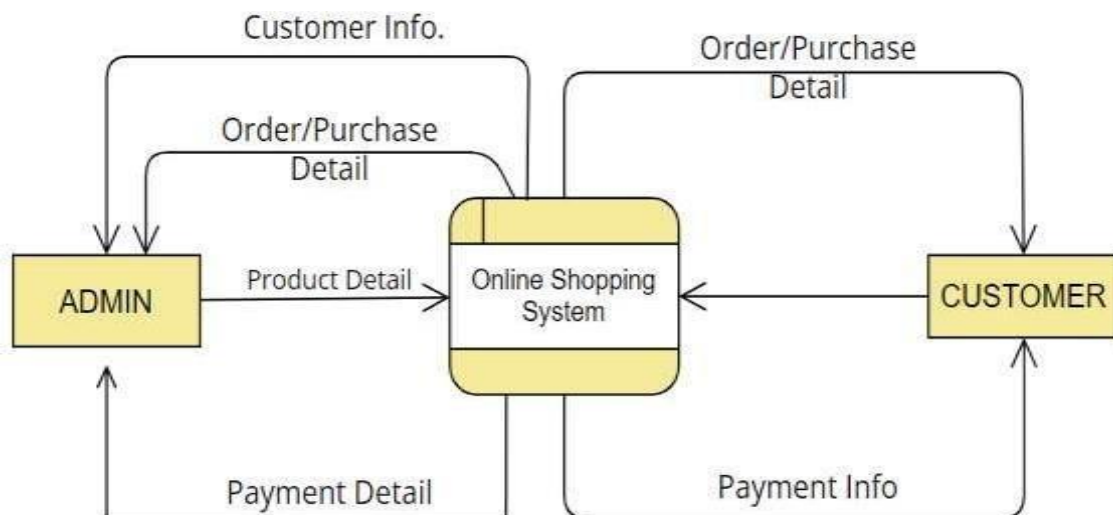 Customer Info.
Order/Purchase
Detail
Order/Purchase
Detail
ADMIN
Product Detail
Online Shopping
System
CUSTOMER
Payment Detail
Payment Info